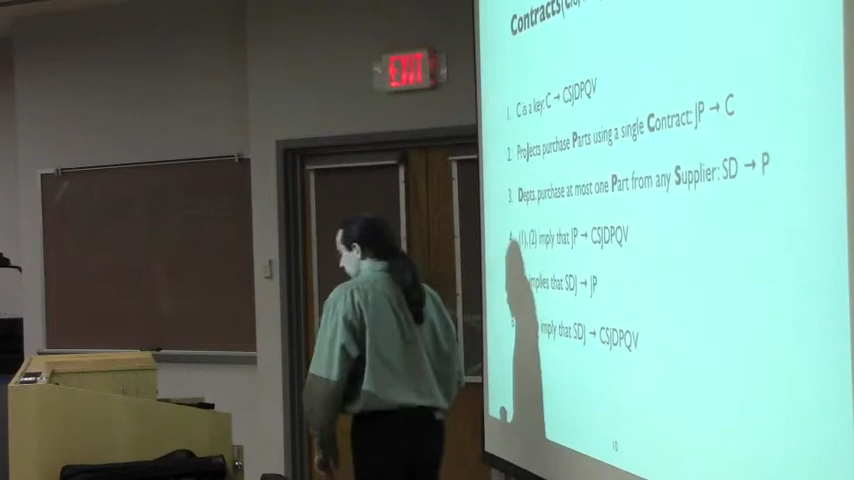 EXIT
Contracts(
1. C is a key: C → CSJDPQV
2. ProJects purchase Parts using a single Contract: JP → C
3. Depts. purchase at most one Part from any Supplier: SD → P
(1), (2) imply that JP → CSJDPQV
implies that SDJ → JP
imply that SDJ → CSJDPQV
10